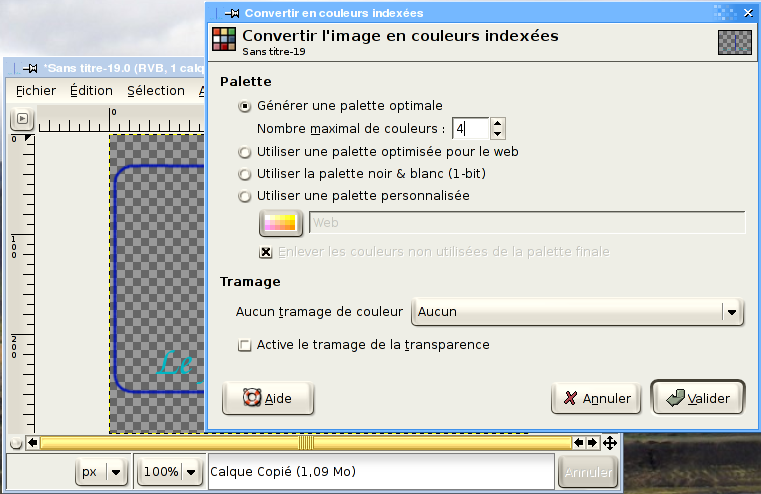 Convertir en couleurs indexées
Convertir l'image en couleurs indexées
Sans titre-19
*Sans titre-19.0 (RVB, 1 calq
Fichier Édition Sélection
Palette
Générer une palette optimale
Nombre maximal de couleurs : 4
Utiliser une palette optimisée pour le web
Utiliser la palette noir & blanc (1-bit)
Utiliser une palette personnalisée
Web
Enlever les couleurs non utilisées de la palette finale
Tramage
Aucun tramage de couleur Aucun
Active le tramage de la transparence
Aide Annuler Valider
0
0
100
200
Le
px 100% Calque Copié (1,09 Mo) Annuler